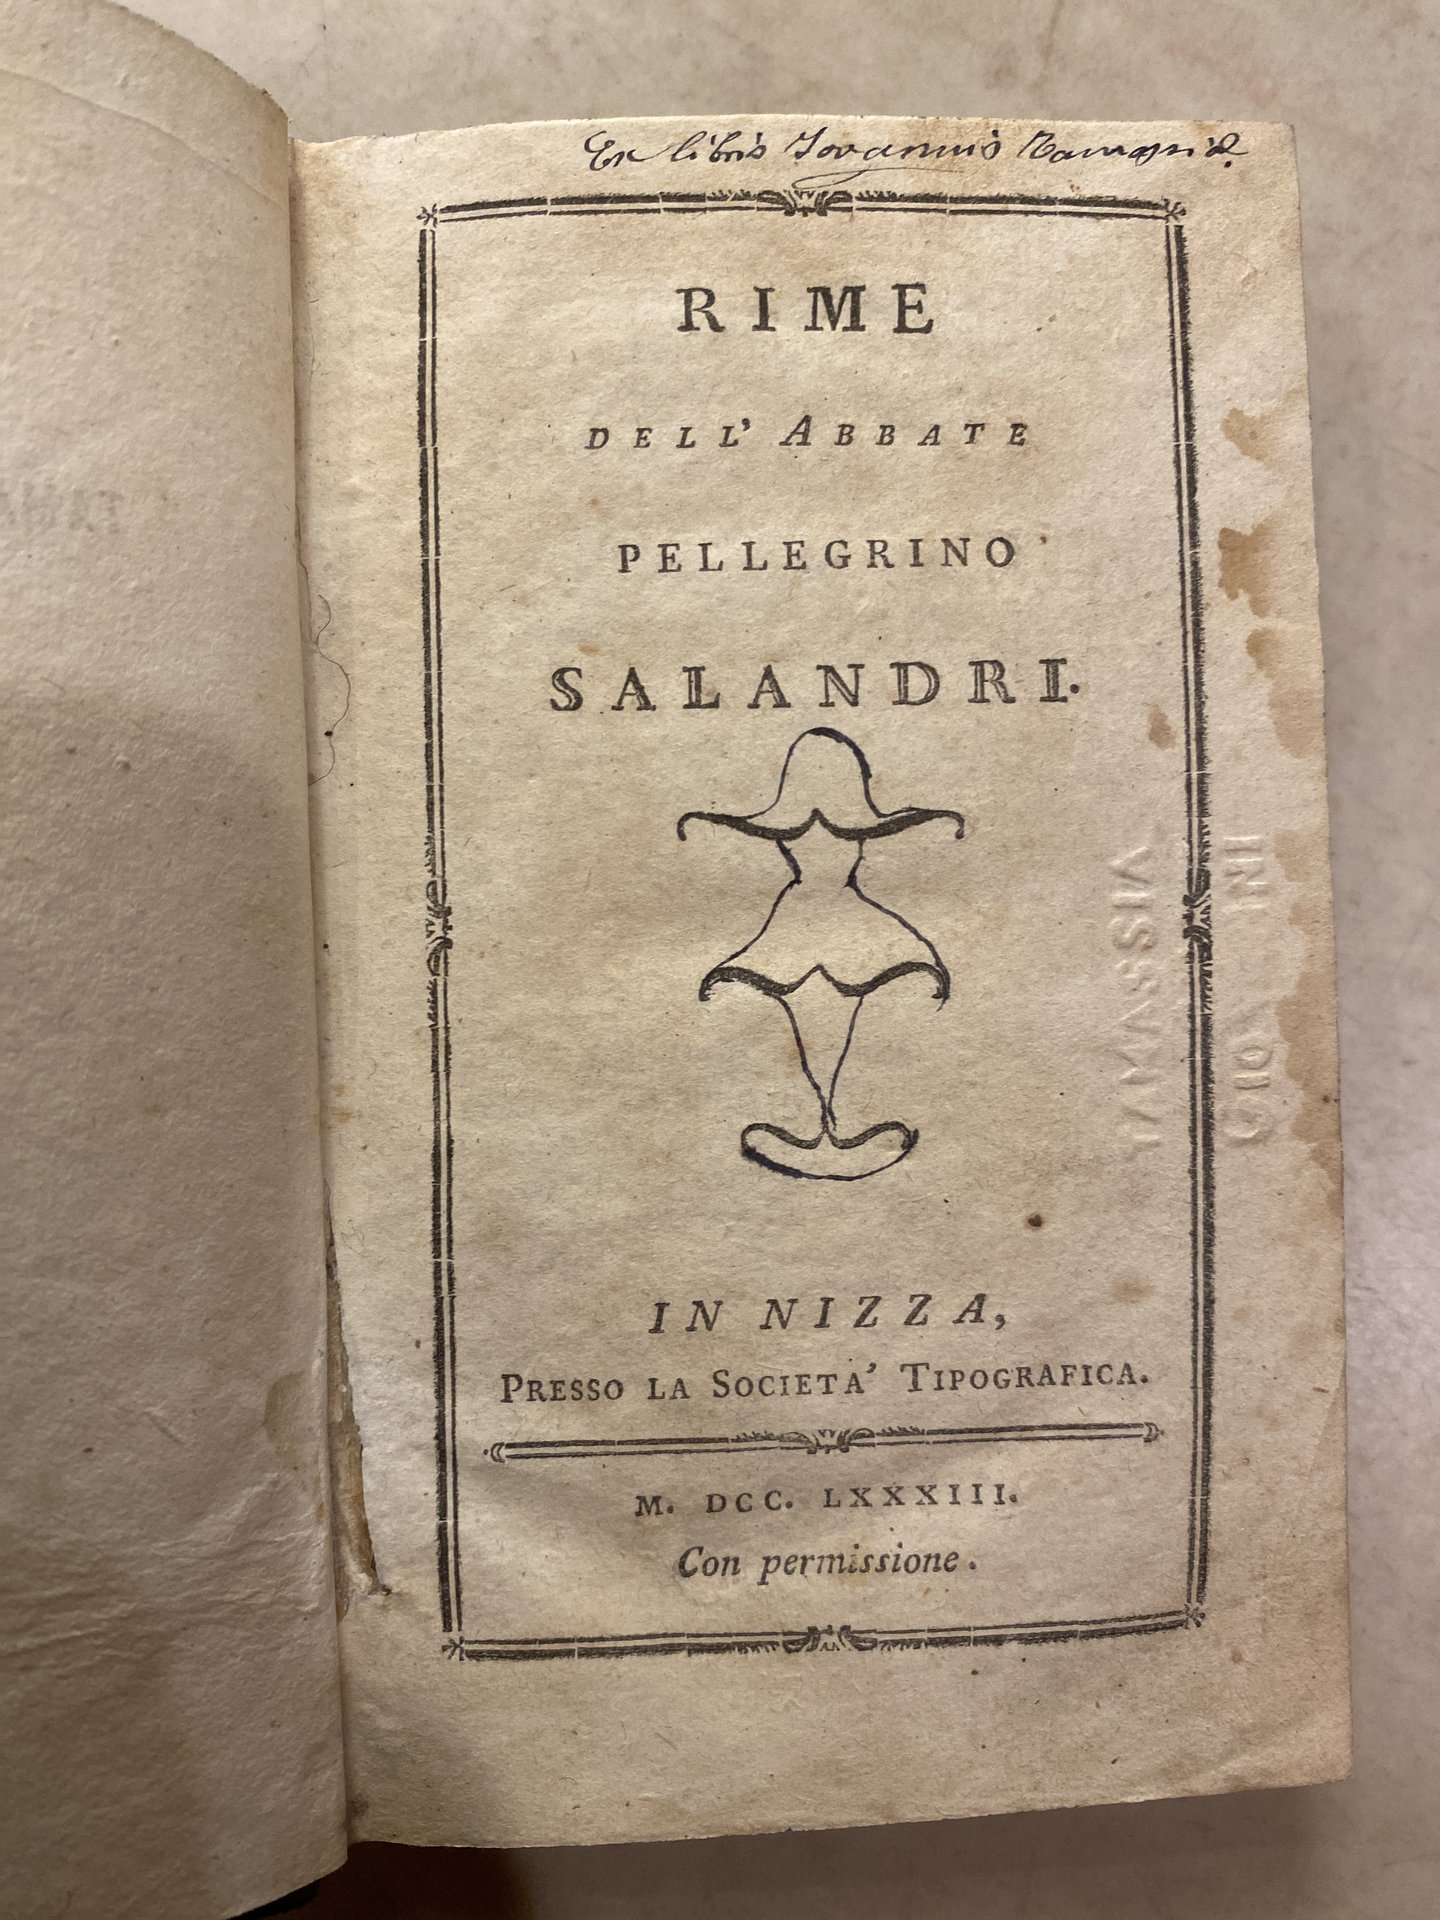 Ex libris Joannis
RIME
DELL' ABBATE
PELLEGRINO
SALANDRI.
IN NIZZA,
PRESSO LA SOCIETA' TIPOGRAFICA.
M. DCC. LXXXIII.
Con permissione.